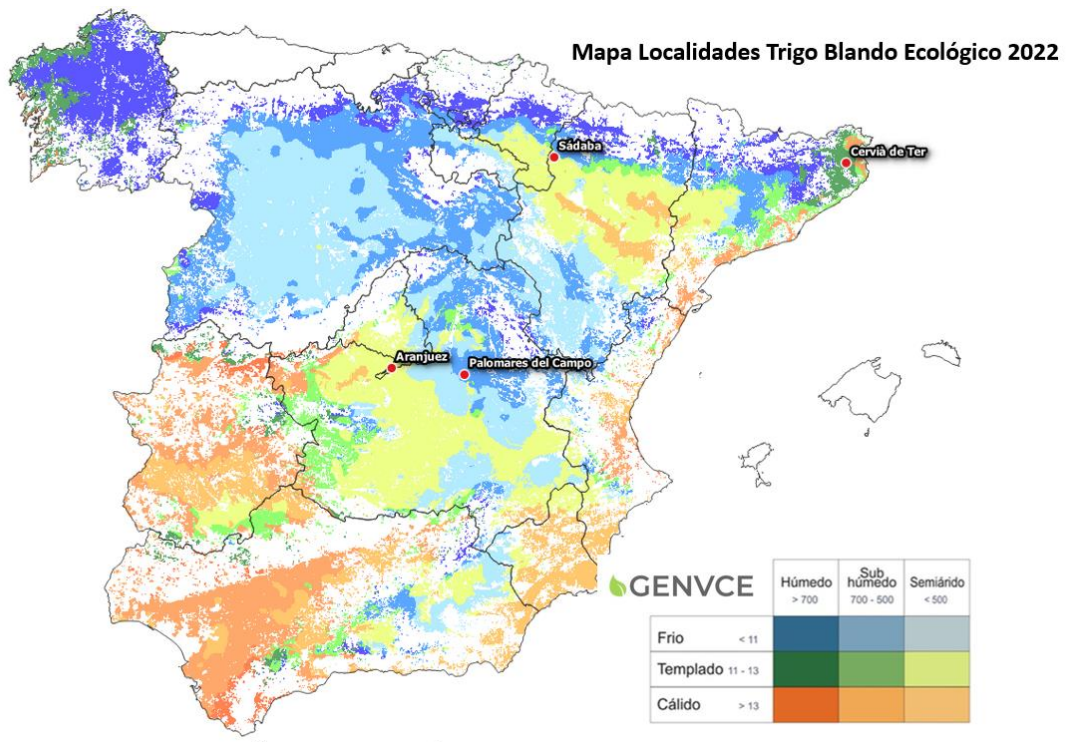 Mapa Localidades Trigo Blando Ecológico 2022
Sádaba
Cervià de Ter
Aranjuez
Palomares del Campo
GENVCE
Húmedo
> 700
Sub
húmedo
700 - 500
Semiárido
< 500
Frio < 11
Templado 11 - 13
Cálido > 13